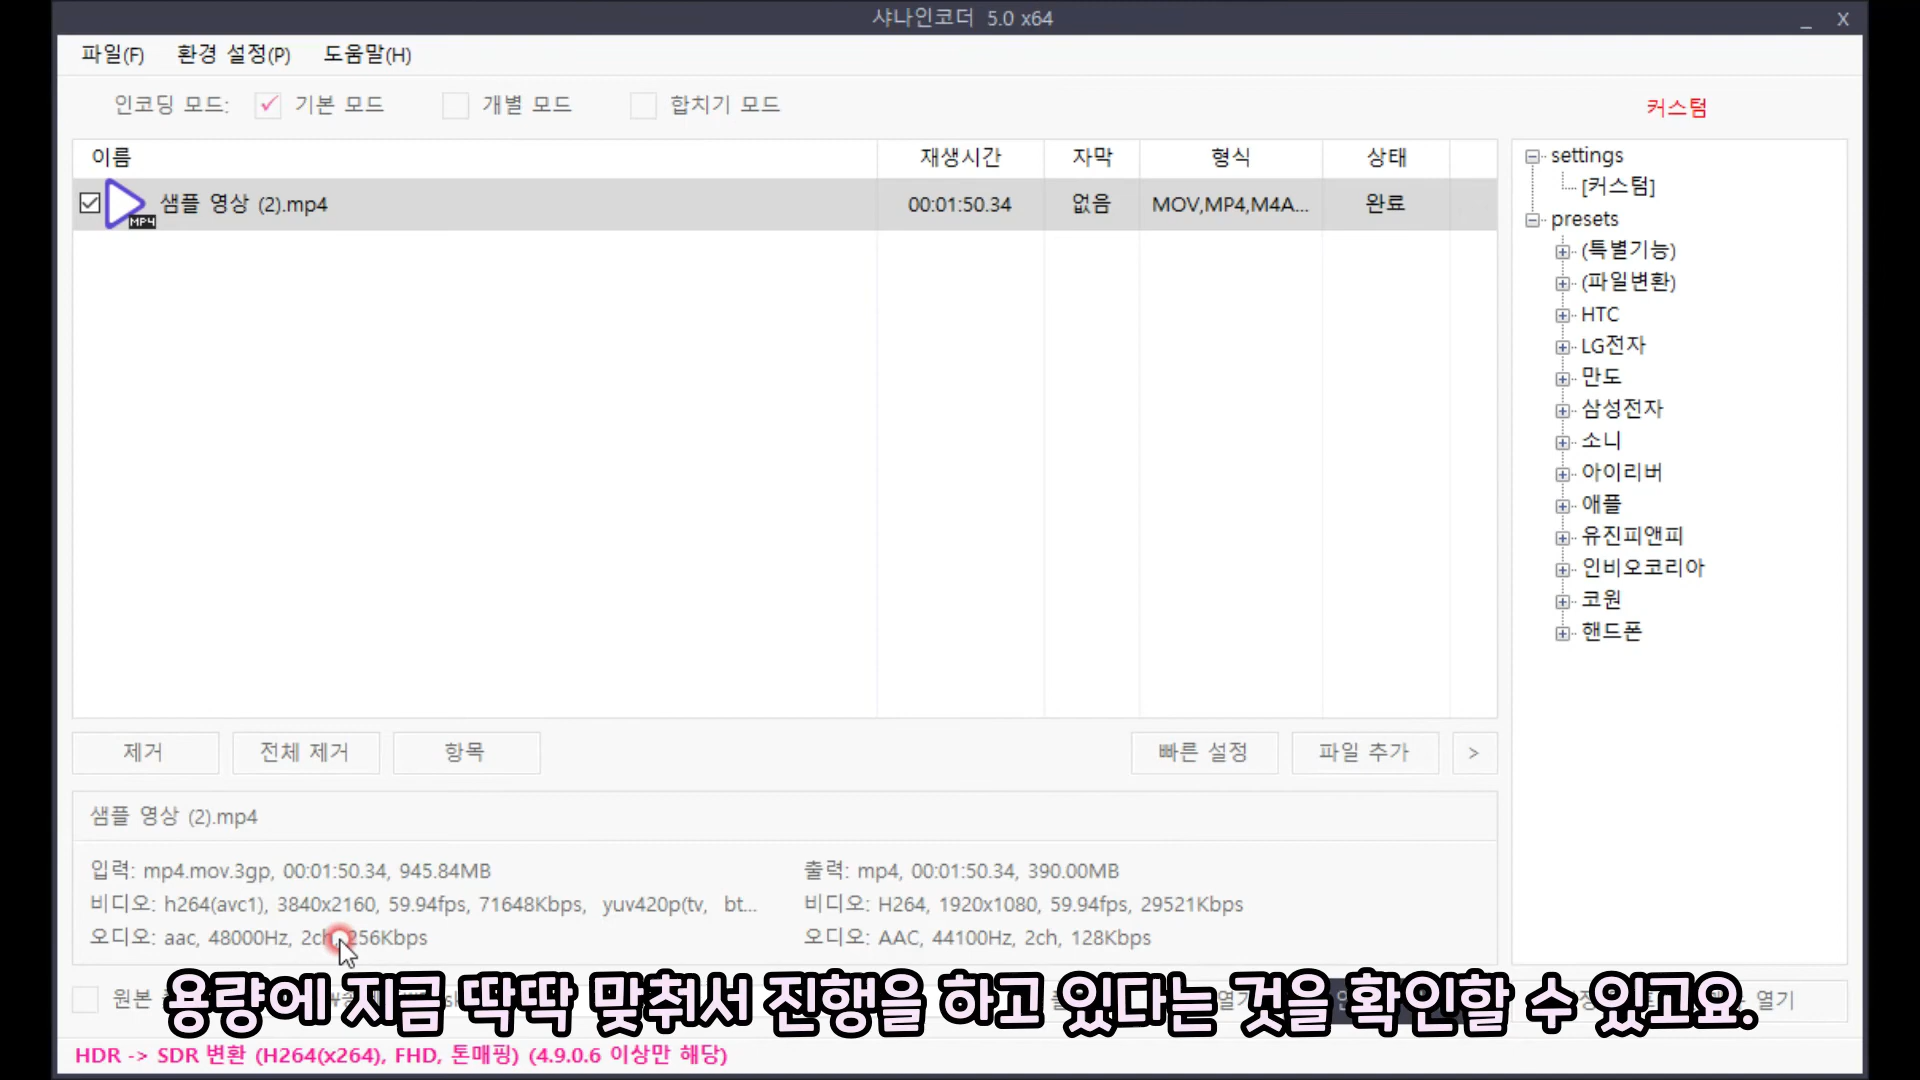 샤나인코더 5.0 x64
_ X
파일(F) 환경 설정(P) 도움말(H)
인코딩 모드: 기본 모드 개별 모드 합치기 모드
커스텀
이름 재생시간 자막 형식 상태
MP4 샘플 영상 (2).mp4 00:01:50.34 없음 MOV,MP4,M4A... 완료
settings
[커스텀]
presets
(특별기능)
(파일변환)
HTC
LG전자
만도
삼성전자
소니
아이리버
애플
유진피앤피
인비오코리아
코원
핸드폰
제거 전체 제거 항목 빠른 설정 파일 추가 >
샘플 영상 (2).mp4
입력: mp4.mov.3gp, 00:01:50.34, 945.84MB
비디오: h264(avc1), 3840x2160, 59.94fps, 71648Kbps, yuv420p(tv, bt...
오디오: aac, 48000Hz, 2ch, 256Kbps
출력: mp4, 00:01:50.34, 390.00MB
비디오: H264, 1920x1080, 59.94fps, 29521Kbps
오디오: AAC, 44100Hz, 2ch, 128Kbps
원본 열기
용량에 지금 딱딱 맞춰서 진행을 하고 있다는 것을 확인할 수 있고요.
HDR -> SDR 변환 (H264(x264), FHD, 톤매핑) (4.9.0.6 이상만 해당)